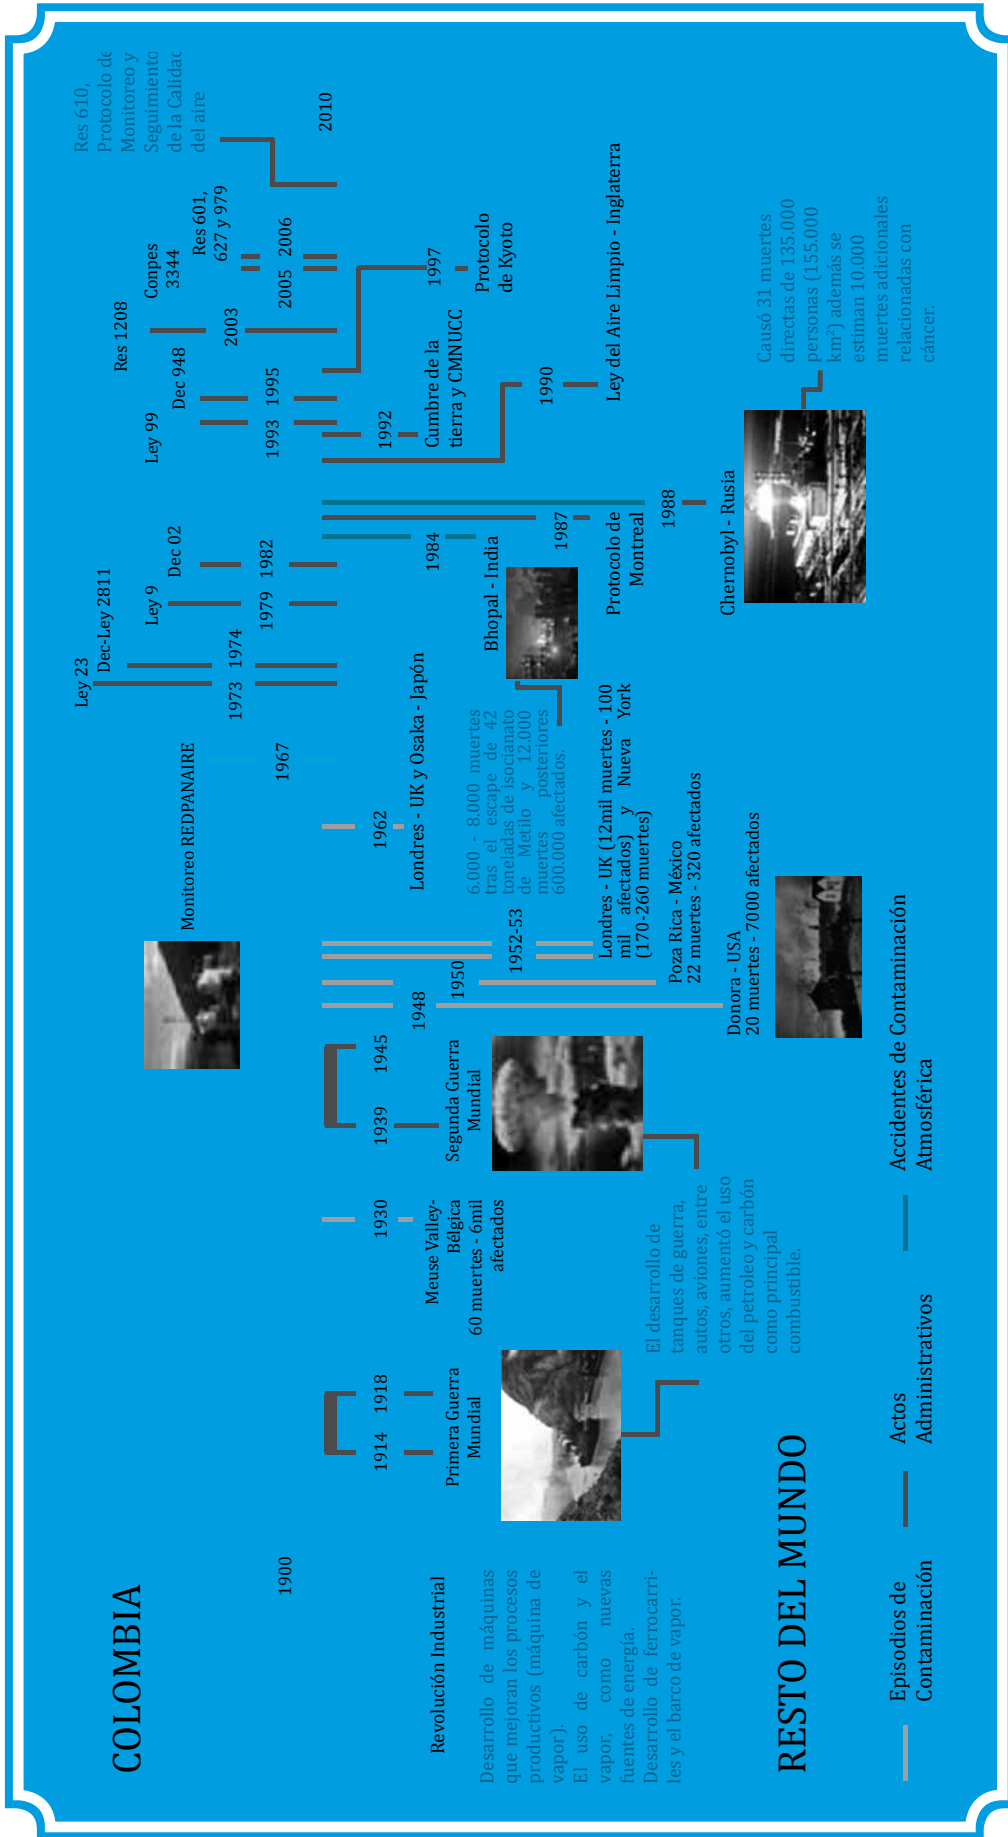 COLOMBIA
1900
Monitoreo REDPANAIRE
1967
Ley 23
1973
Dec-Ley 2811
1974
Ley 9
1979
Dec 02
1982
Ley 99
1993
Dec 948
1995
Res 1208
2003
Conpes
3344
2005
Res 601,
627 y 979
2006
Res 610,
Protocolo de
Monitoreo y
Seguimiento
de la Calidad
del aire
2010
Revolución Industrial
Desarrollo de máquinas
que mejoran los procesos
productivos (máquina de
vapor).
El uso de carbón y el
vapor, como nuevas
fuentes de energía.
Desarrollo de ferrocarri-
les y el barco de vapor.
1914
1918
Primera Guerra
Mundial
El desarrollo de
tanques de guerra,
autos, aviones, entre
otros, aumentó el uso
del petroleo y carbón
como principal
combustible.
1930
Meuse Valley-
Bélgica
60 muertes - 6mil
afectados
1939
1945
Segunda Guerra
Mundial
1948
Donora - USA
20 muertes - 7000 afectados
1950
Poza Rica - México
22 muertes - 320 afectados
1952-53
Londres - UK (12mil muertes - 100
mil afectados) y Nueva York
(170-260 muertes)
1962
Londres - UK y Osaka - Japón
1984
Bhopal - India
6.000 - 8.000 muertes
tras el escape de 42
toneladas de isocianato
de Metilo y 12.000
muertes posteriores
600.000 afectados.
1987
Protocolo de
Montreal
1988
Chernobyl - Rusia
Causó 31 muertes
directas de 135.000
personas (155.000
km²) además se
estiman 10.000
muertes adicionales
relacionadas con
cáncer.
1990
Ley del Aire Limpio - Inglaterra
1992
Cumbre de la
tierra y CMNUCC
1997
Protocolo
de Kyoto
RESTO DEL MUNDO
Episodios de
Contaminación
Actos
Administrativos
Accidentes de Contaminación
Atmosférica